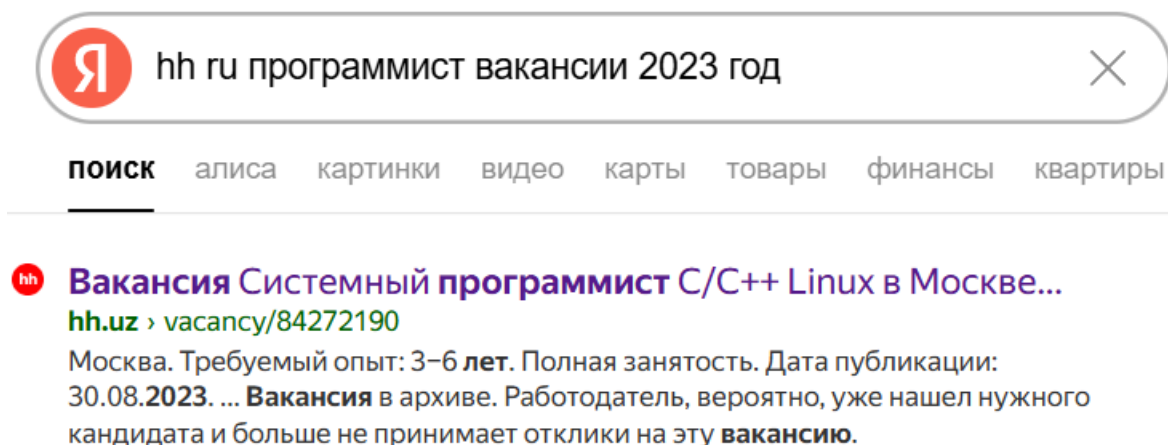 Я hh ru программист вакансии 2023 год
поиск алиса картинки видео карты товары финансы квартиры
hh Вакансия Системный программист C/C++ Linux в Москве...
hh.uz › vacancy/84272190
Москва. Требуемый опыт: 3–6 лет. Полная занятость. Дата публикации:
30.08.2023. ... Вакансия в архиве. Работодатель, вероятно, уже нашел нужного
кандидата и больше не принимает отклики на эту вакансию.